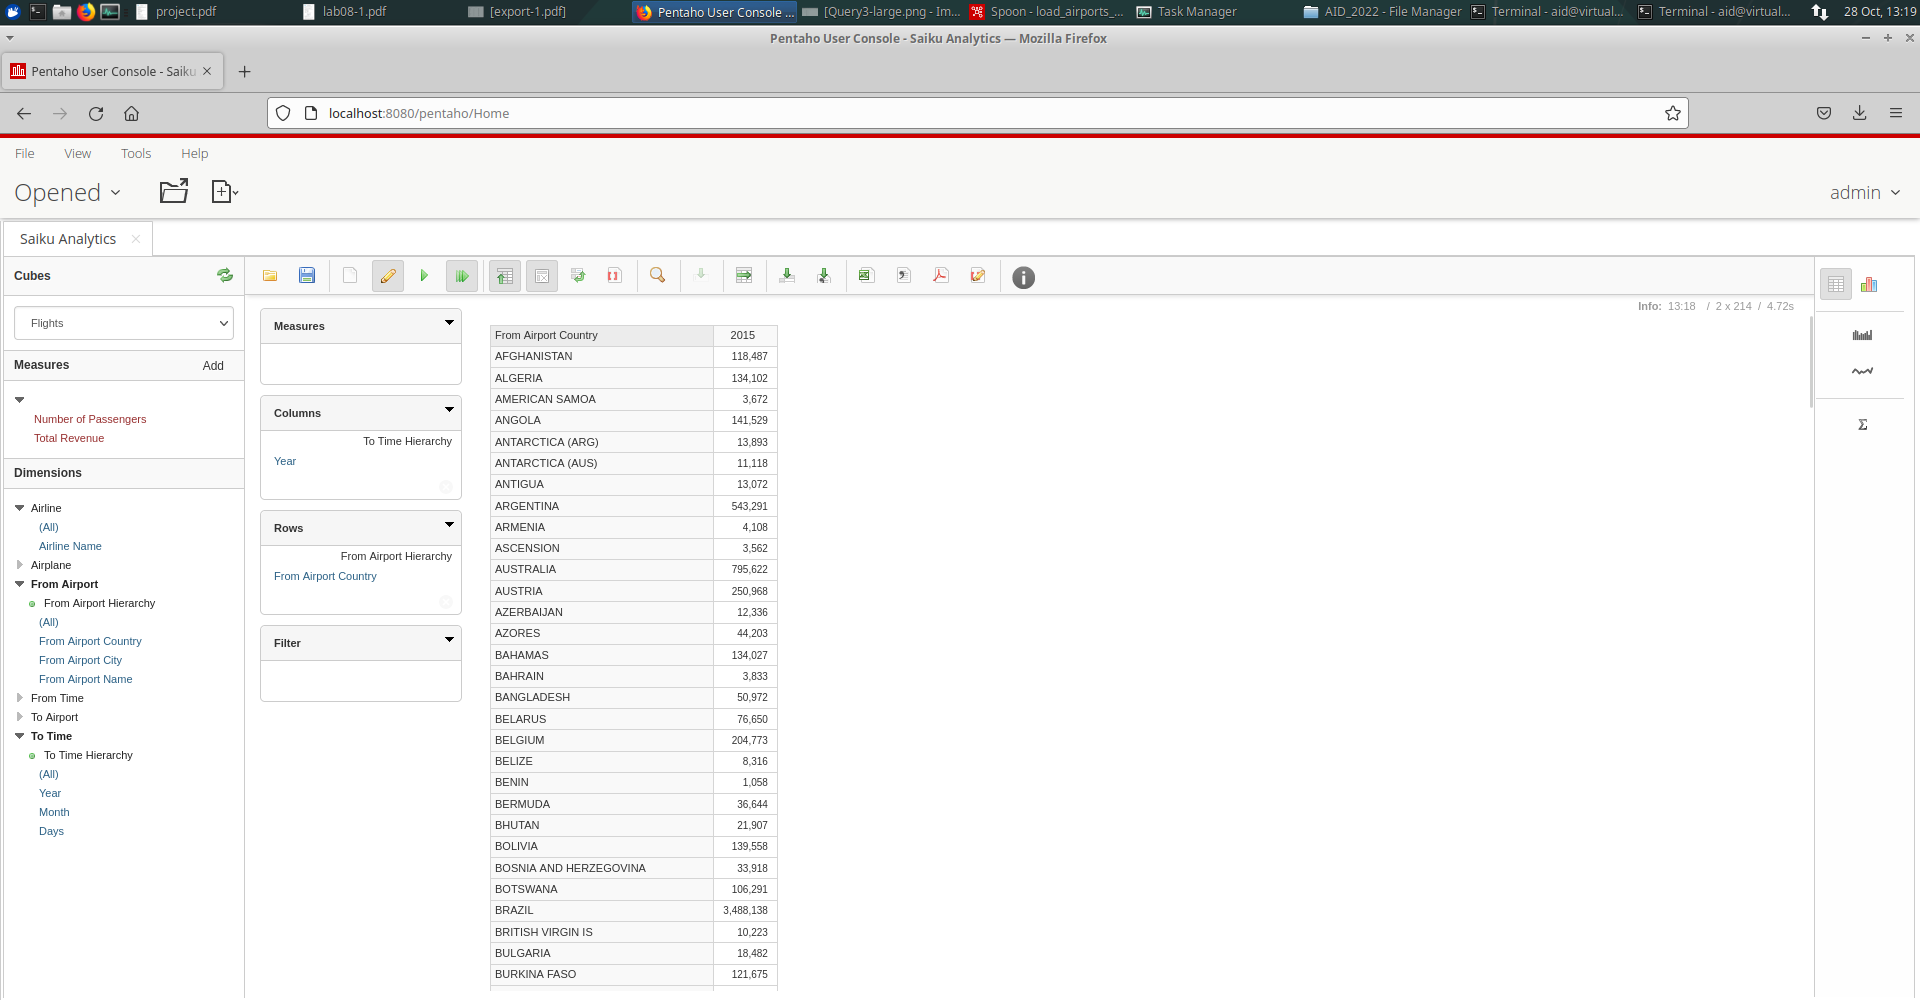 project.pdf
lab08-1.pdf
[export-1.pdf]
Pentaho User Console ...
[Query3-large.png - Im...
Spoon - load_airports_...
Task Manager
AID_2022 - File Manager
Terminal - aid@virtual...
Terminal - aid@virtual...
28 Oct, 13:19
Pentaho User Console - Saiku Analytics — Mozilla Firefox
Pentaho User Console - Saiku
localhost:8080/pentaho/Home
File View Tools Help
Opened
admin
Saiku Analytics
Cubes
Flights
Measures Add
Number of Passengers
Total Revenue
Dimensions
Airline
(All)
Airline Name
Airplane
From Airport
From Airport Hierarchy
(All)
From Airport Country
From Airport City
From Airport Name
From Time
To Airport
To Time
To Time Hierarchy
(All)
Year
Month
Days
Info: 13:18 / 2 x 214 / 4.72s
Measures
Columns
To Time Hierarchy
Year
Rows
From Airport Hierarchy
From Airport Country
Filter
From Airport Country 2015
AFGHANISTAN 118,487
ALGERIA 134,102
AMERICAN SAMOA 3,672
ANGOLA 141,529
ANTARCTICA (ARG) 13,893
ANTARCTICA (AUS) 11,118
ANTIGUA 13,072
ARGENTINA 543,291
ARMENIA 4,108
ASCENSION 3,562
AUSTRALIA 795,622
AUSTRIA 250,968
AZERBAIJAN 12,336
AZORES 44,203
BAHAMAS 134,027
BAHRAIN 3,833
BANGLADESH 50,972
BELARUS 76,650
BELGIUM 204,773
BELIZE 8,316
BENIN 1,058
BERMUDA 36,644
BHUTAN 21,907
BOLIVIA 139,558
BOSNIA AND HERZEGOVINA 33,918
BOTSWANA 106,291
BRAZIL 3,488,138
BRITISH VIRGIN IS 10,223
BULGARIA 18,482
BURKINA FASO 121,675
Σ